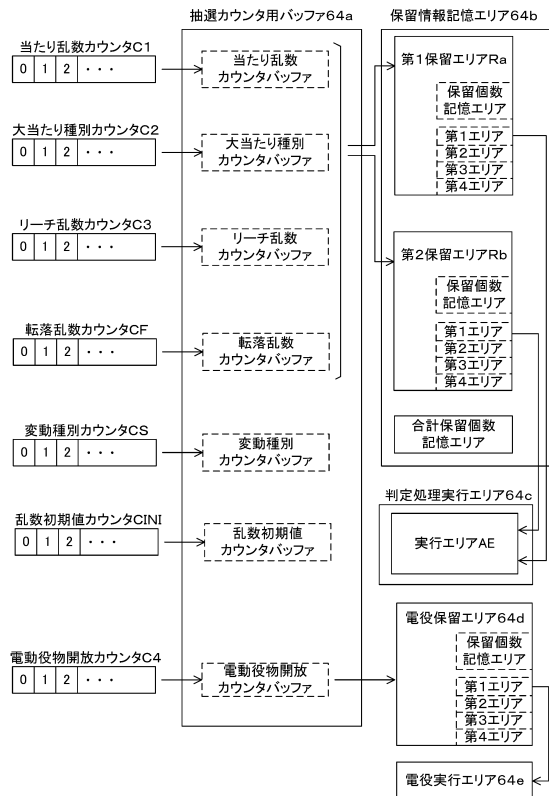 抽選カウンタ用バッファ64a
保留情報記憶エリア64b
当たり乱数カウンタC1
0 1 2 ・・・
当たり乱数
カウンタバッファ
大当たり種別カウンタC2
0 1 2 ・・・
大当たり種別
カウンタバッファ
リーチ乱数カウンタC3
0 1 2 ・・・
リーチ乱数
カウンタバッファ
転落乱数カウンタCF
0 1 2 ・・・
転落乱数
カウンタバッファ
変動種別カウンタCS
0 1 2 ・・・
変動種別
カウンタバッファ
乱数初期値カウンタCINI
0 1 2 ・・・
乱数初期値
カウンタバッファ
電動役物開放カウンタC4
0 1 2 ・・・
電動役物開放
カウンタバッファ
第1保留エリアRa
保留個数
記憶エリア
第1エリア
第2エリア
第3エリア
第4エリア
第2保留エリアRb
保留個数
記憶エリア
第1エリア
第2エリア
第3エリア
第4エリア
合計保留個数
記憶エリア
判定処理実行エリア64c
実行エリアAE
電役保留エリア64d
保留個数
記憶エリア
第1エリア
第2エリア
第3エリア
第4エリア
電役実行エリア64e